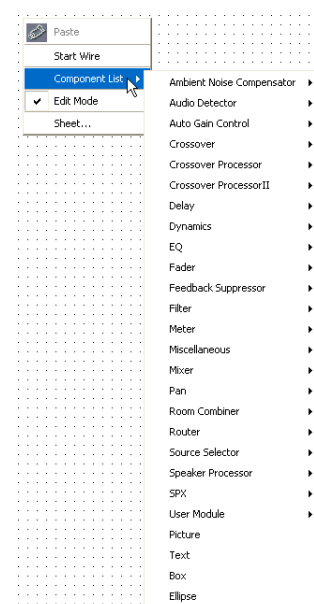 Paste
Start Wire
Component List
Edit Mode
Sheet...
Ambient Noise Compensator
Audio Detector
Auto Gain Control
Crossover
Crossover Processor
Crossover ProcessorII
Delay
Dynamics
EQ
Fader
Feedback Suppressor
Filter
Meter
Miscellaneous
Mixer
Pan
Room Combiner
Router
Source Selector
Speaker Processor
SPX
User Module
Picture
Text
Box
Ellipse